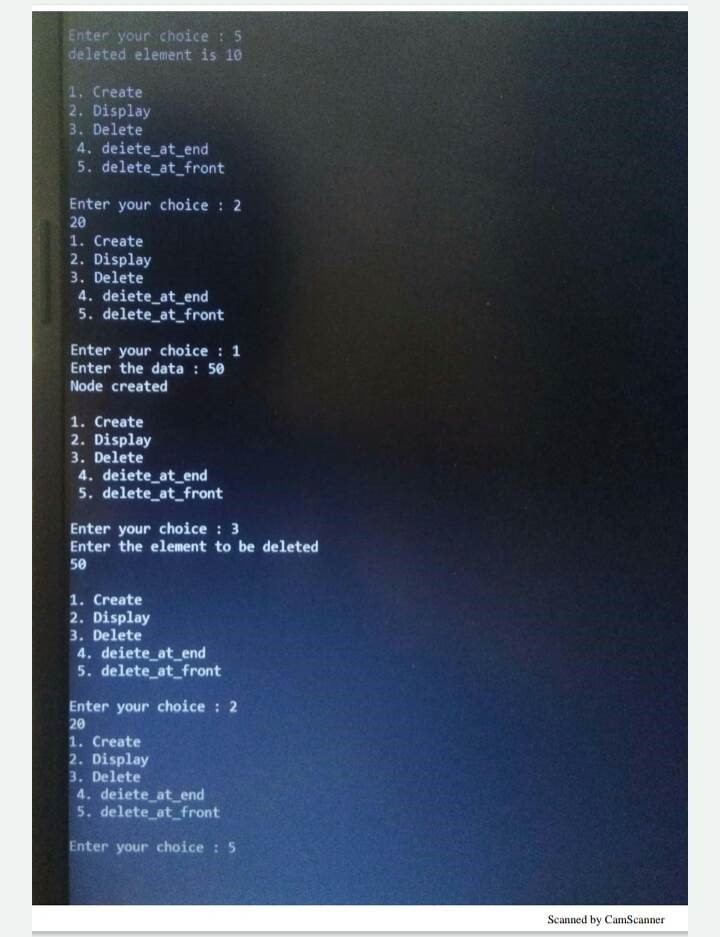 Enter your choice : 5
deleted element is 10
1. Create
2. Display
3. Delete
4. deiete_at_end
5. delete_at_front
Enter your choice : 2
20
1. Create
2. Display
3. Delete
4. deiete_at_end
5. delete_at_front
Enter your choice : 1
Enter the data : 50
Node created
1. Create
2. Display
3. Delete
4. deiete_at_end
5. delete_at_front
Enter your choice : 3
Enter the element to be deleted
50
1. Create
2. Display
3. Delete
4. deiete_at_end
5. delete_at_front
Enter your choice : 2
20
1. Create
2. Display
3. Delete
4. deiete_at_end
5. delete_at_front
Enter your choice : 5
Scanned by CamScanner